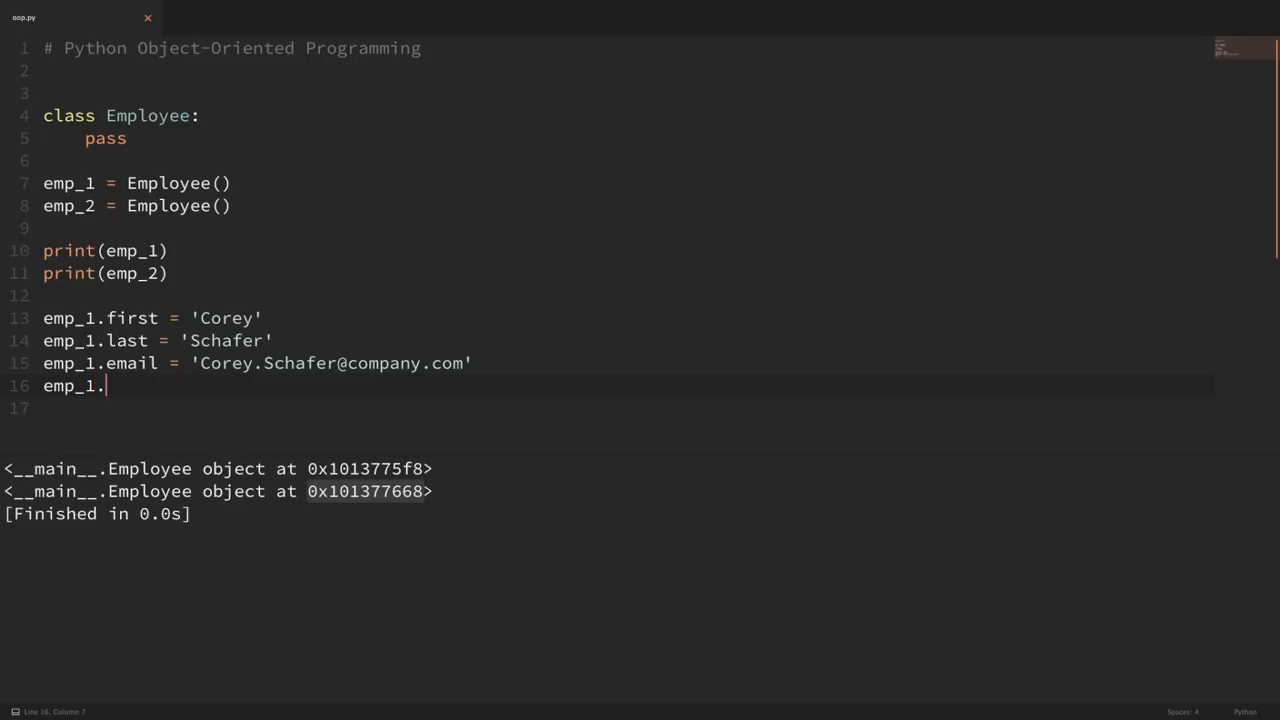 oop.py
1 # Python Object-Oriented Programming
2
3
4 class Employee:
5     pass
6
7 emp_1 = Employee()
8 emp_2 = Employee()
9
10 print(emp_1)
11 print(emp_2)
12
13 emp_1.first = 'Corey'
14 emp_1.last = 'Schafer'
15 emp_1.email = 'Corey.Schafer@company.com'
16 emp_1.
17
<__main__.Employee object at 0x1013775f8>
<__main__.Employee object at 0x101377668>
[Finished in 0.0s]
Line 16, Column 7 Spaces: 4 Python